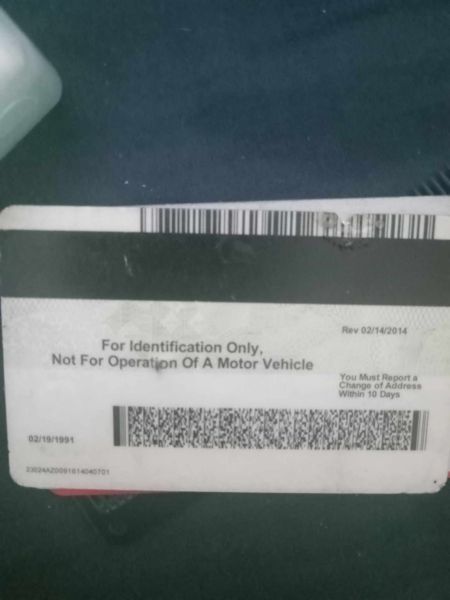 Rev 02/14/2014
For Identification Only,
Not For Operation Of A Motor Vehicle
You Must Report a
Change of Address
Within 10 Days
02/19/1991
23024AZ0091614040701